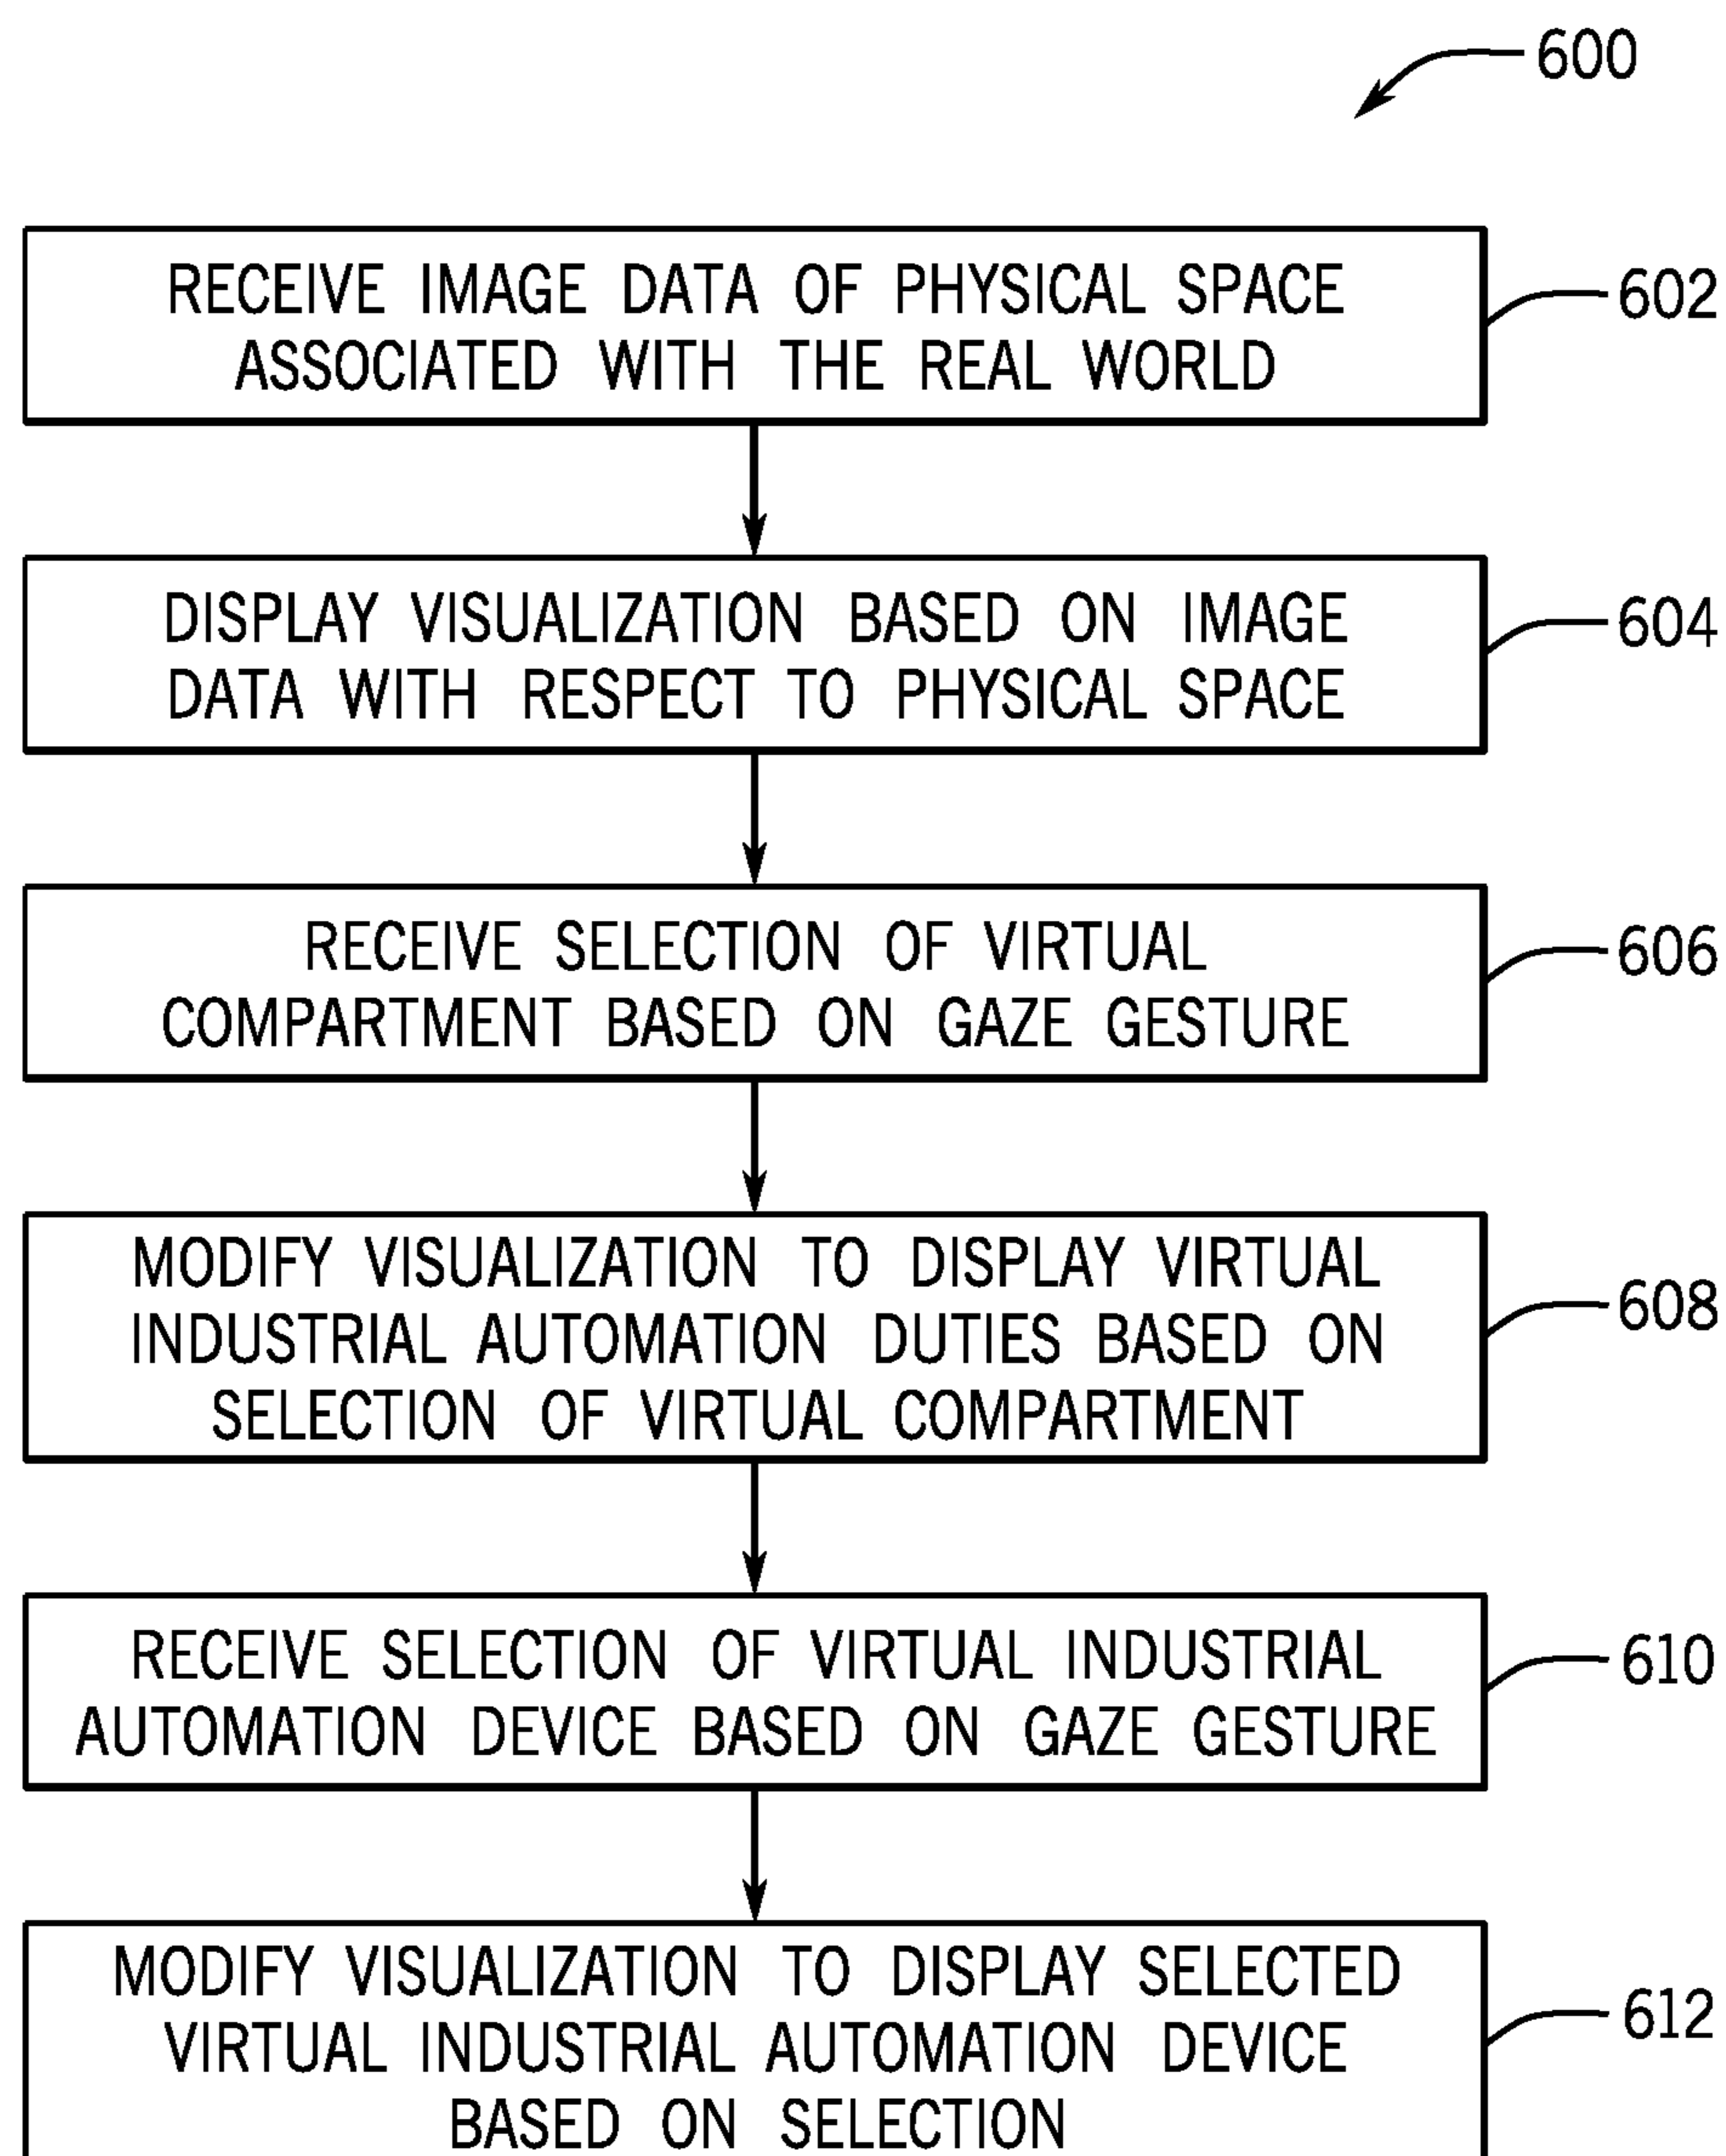 600
RECEIVE IMAGE DATA OF PHYSICAL SPACE
ASSOCIATED WITH THE REAL WORLD
602
DISPLAY VISUALIZATION BASED ON IMAGE
DATA WITH RESPECT TO PHYSICAL SPACE
604
RECEIVE SELECTION OF VIRTUAL
COMPARTMENT BASED ON GAZE GESTURE
606
MODIFY VISUALIZATION TO DISPLAY VIRTUAL
INDUSTRIAL AUTOMATION DUTIES BASED ON
SELECTION OF VIRTUAL COMPARTMENT
608
RECEIVE SELECTION OF VIRTUAL INDUSTRIAL
AUTOMATION DEVICE BASED ON GAZE GESTURE
610
MODIFY VISUALIZATION TO DISPLAY SELECTED
VIRTUAL INDUSTRIAL AUTOMATION DEVICE
BASED ON SELECTION
612